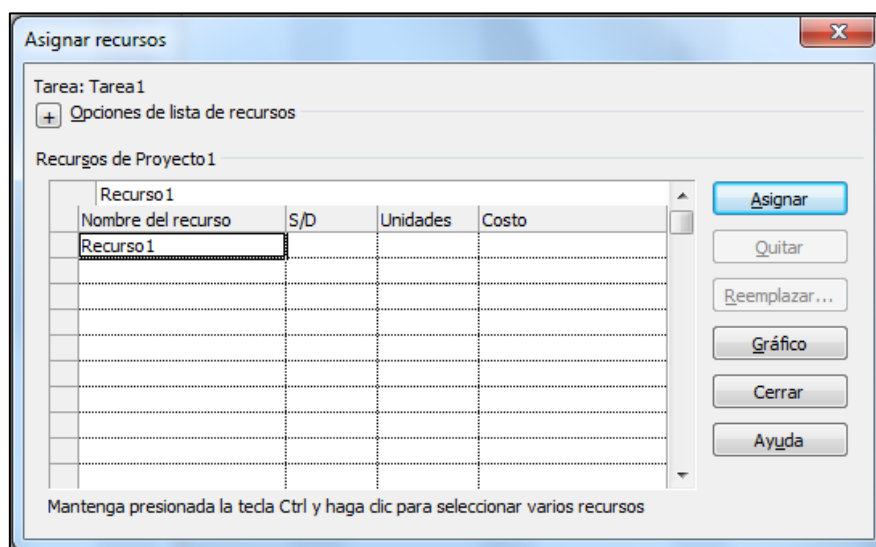 Asignar recursos
Tarea: Tarea1
+ Opciones de lista de recursos
Recursos de Proyecto1
Recurso1
Nombre del recurso S/D Unidades Costo
Recurso1
Asignar
Quitar
Reemplazar...
Gráfico
Cerrar
Ayuda
Mantenga presionada la tecla Ctrl y haga clic para seleccionar varios recursos